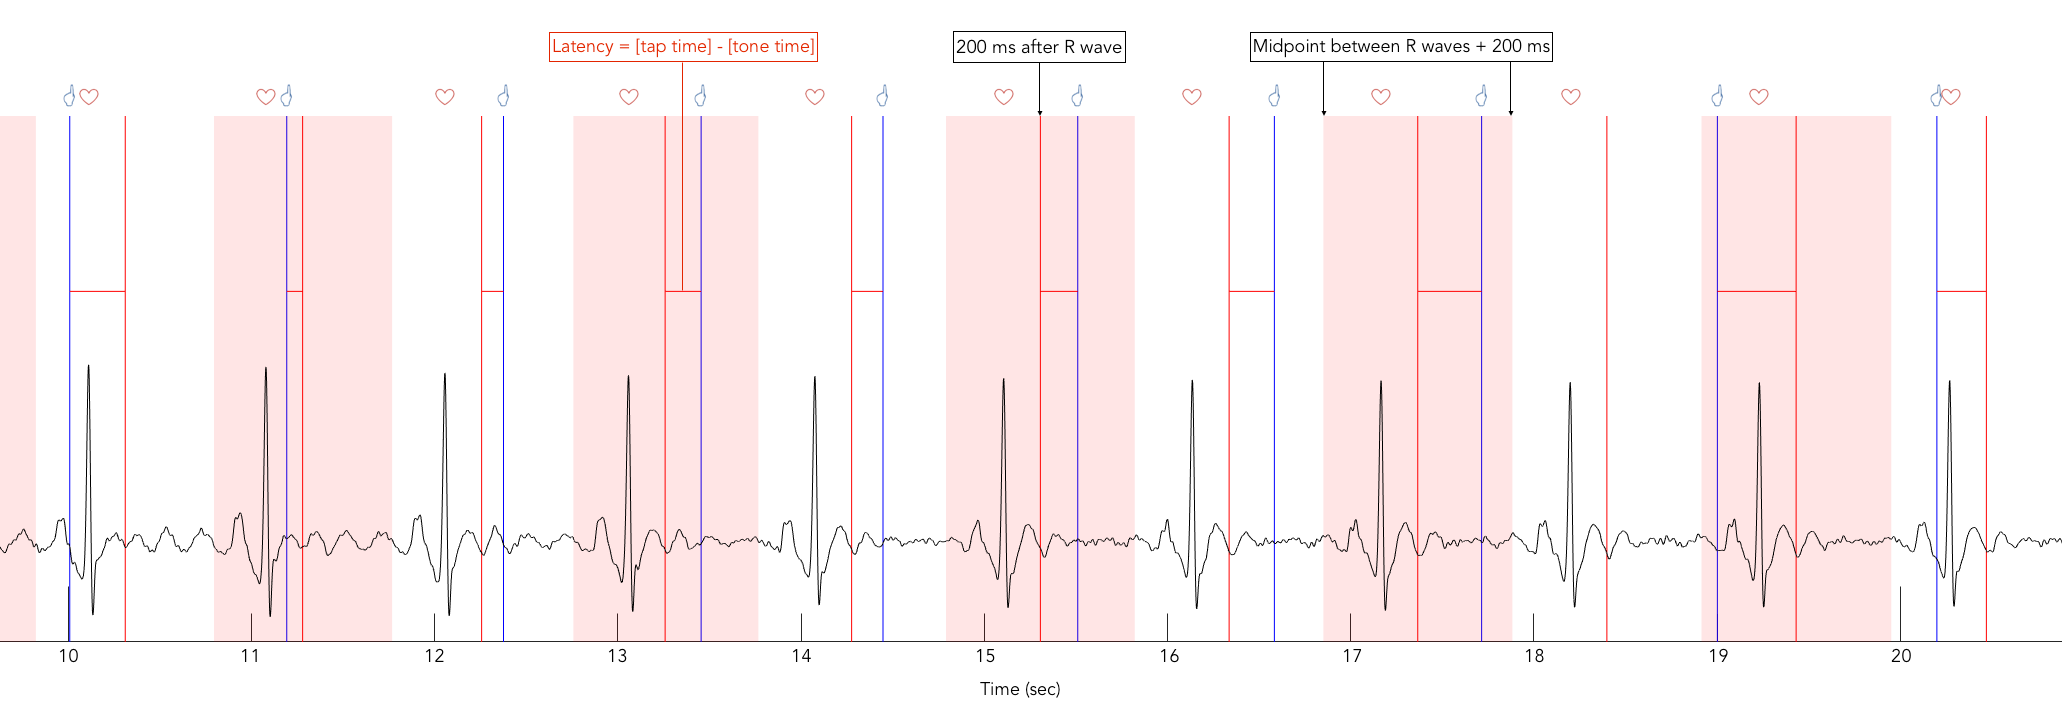 Latency = [tap time] - [tone time]
200 ms after R wave
Midpoint between R waves + 200 ms
10 11 12 13 14 15 16 17 18 19 20
Time (sec)